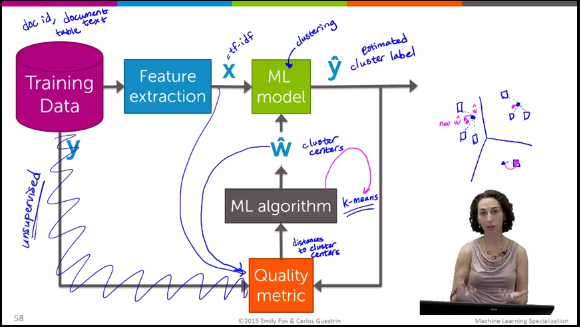 doc id, document
text
table
Training
Data
Feature
extraction
x
= tf-idf
ML
model
clustering
ŷ
estimated
cluster label
y
ŵ
cluster
centers
ML algorithm
k-means
unsupervised
distances
to cluster
centers
Quality
metric
new ŵ
58
©2015 Emily Fox & Carlos Guestrin
Machine Learning Specialization